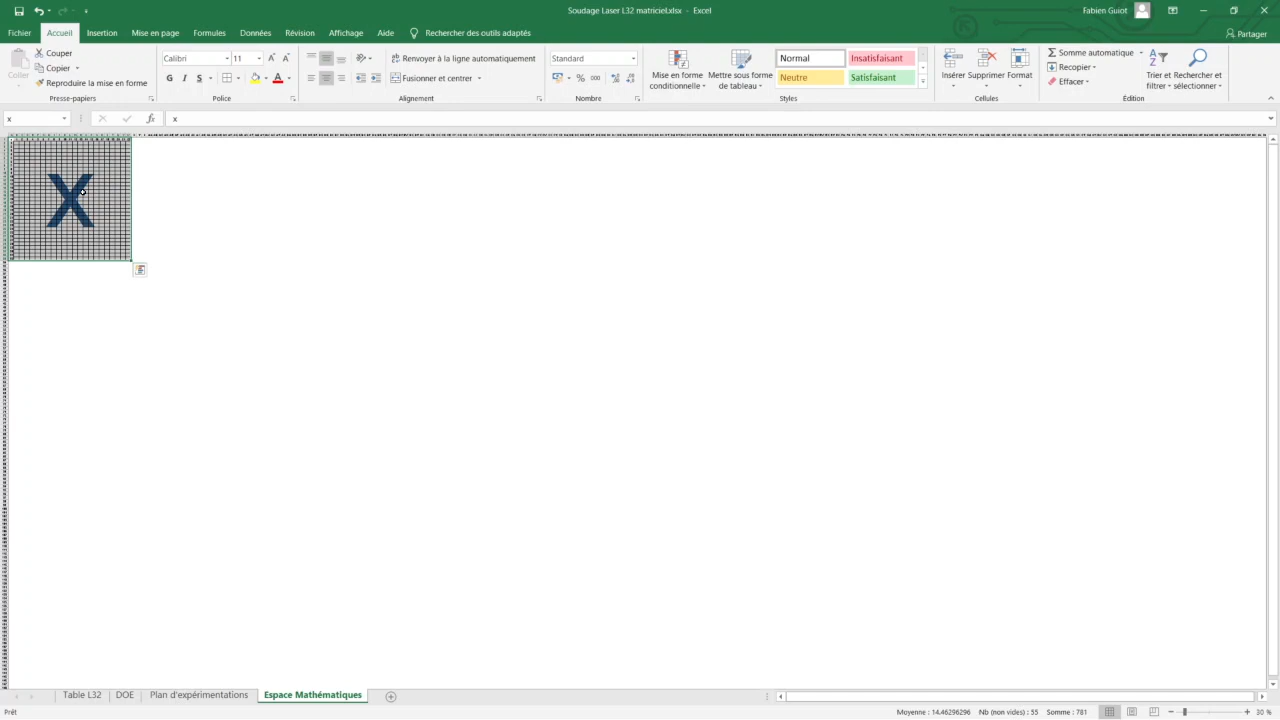 Soudage Laser L32 matriciel.xlsx - Excel
Fabien Guiot
Fichier Accueil Insertion Mise en page Formules Données Révision Affichage Aide Rechercher des outils adaptés Partager
Coller
Couper
Copier
Reproduire la mise en forme
Presse-papiers
Calibri 11
G I S
Police
Renvoyer à la ligne automatiquement
Fusionner et centrer
Alignement
Standard
% 000
Nombre
Mise en forme conditionnelle
Mettre sous forme de tableau
Normal Insatisfaisant
Neutre Satisfaisant
Styles
Insérer Supprimer Format
Cellules
Somme automatique
Recopier
Effacer
Trier et filtrer
Rechercher et sélectionner
Édition
x
fx x
X
Table L32 DOE Plan d'expérimentations Espace Mathématiques
Prêt
Moyenne : 14.46296296 Nb (non vides) : 55 Somme : 781
30 %